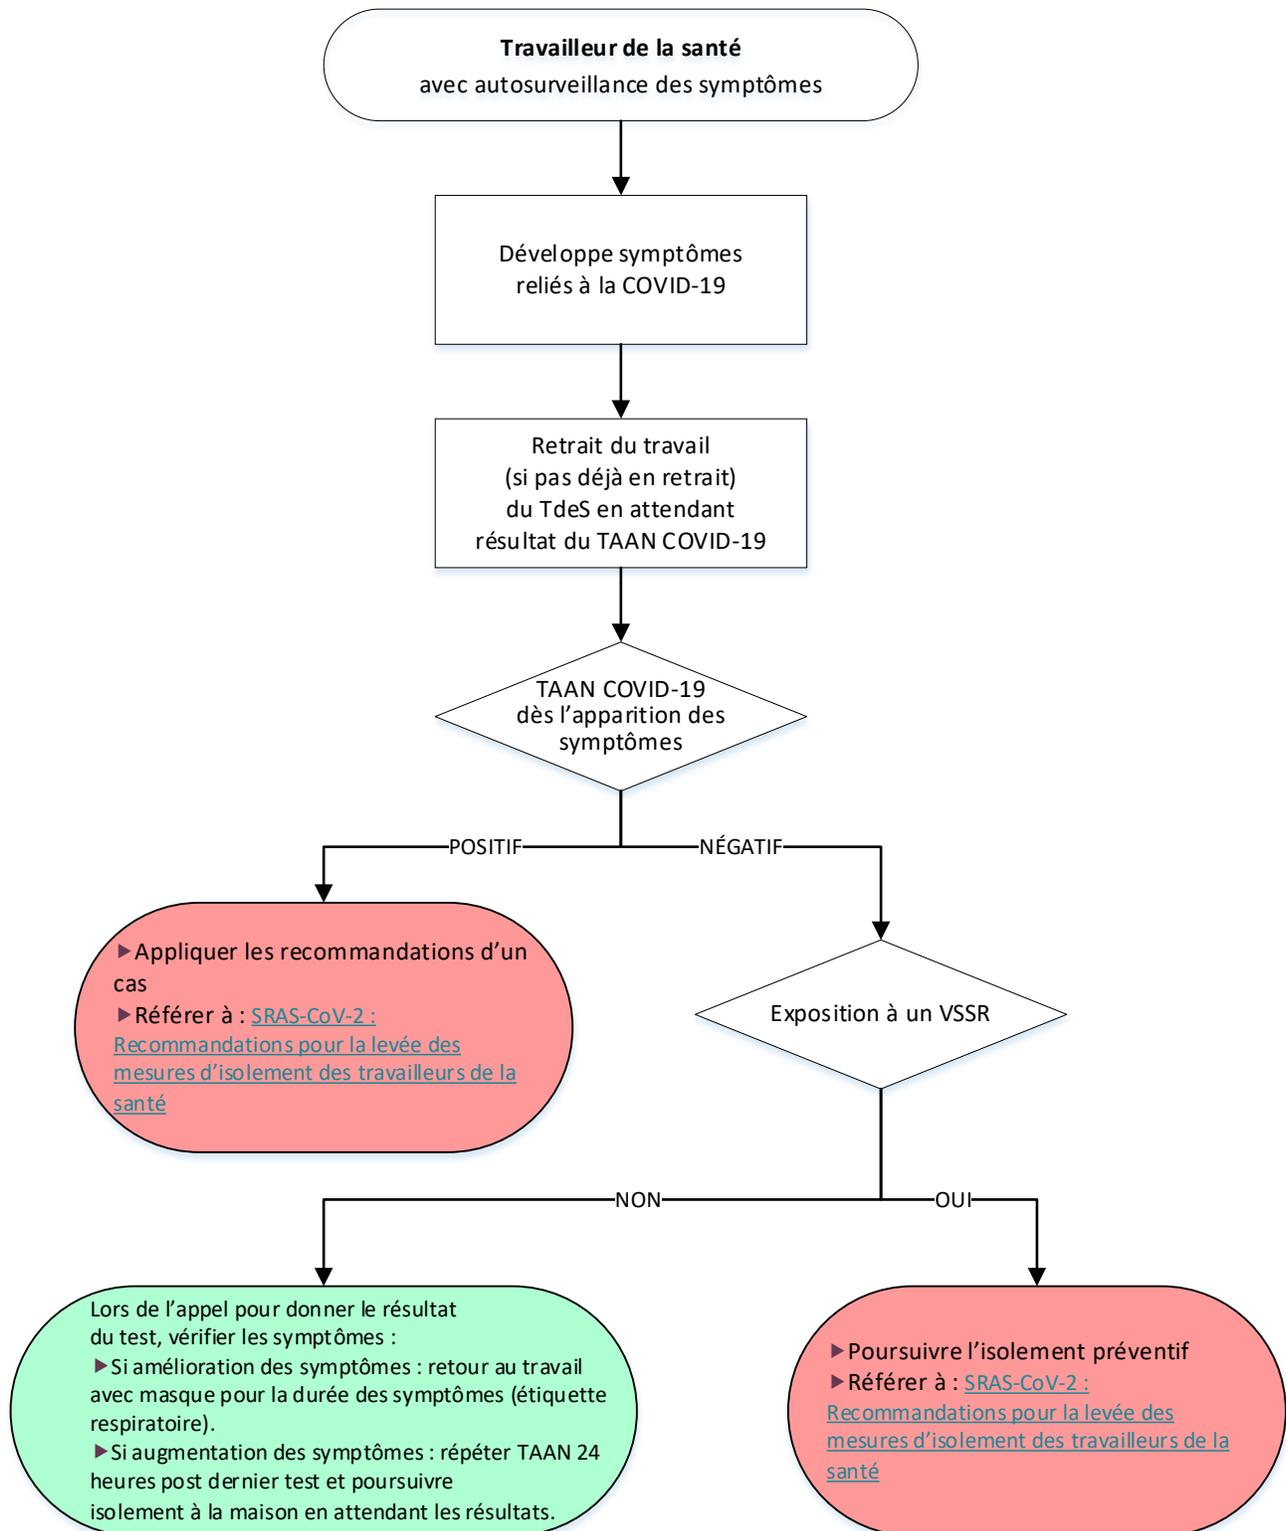 Travailleur de la santé
avec autosurveillance des symptômes
Développe symptômes
reliés à la COVID-19
Retrait du travail
(si pas déjà en retrait)
du TdeS en attendant
résultat du TAAN COVID-19
TAAN COVID-19
dès l’apparition des
symptômes
POSITIF
NÉGATIF
►Appliquer les recommandations d’un
cas
►Référer à : SRAS-CoV-2 :
Recommandations pour la levée des
mesures d’isolement des travailleurs de la
santé
Exposition à un VSSR
NON
OUI
Lors de l’appel pour donner le résultat
du test, vérifier les symptômes :
►Si amélioration des symptômes : retour au travail
avec masque pour la durée des symptômes (étiquette
respiratoire).
►Si augmentation des symptômes : répéter TAAN 24
heures post dernier test et poursuivre
isolement à la maison en attendant les résultats.
►Poursuivre l’isolement préventif
►Référer à : SRAS-CoV-2 :
Recommandations pour la levée des
mesures d’isolement des travailleurs de la
santé